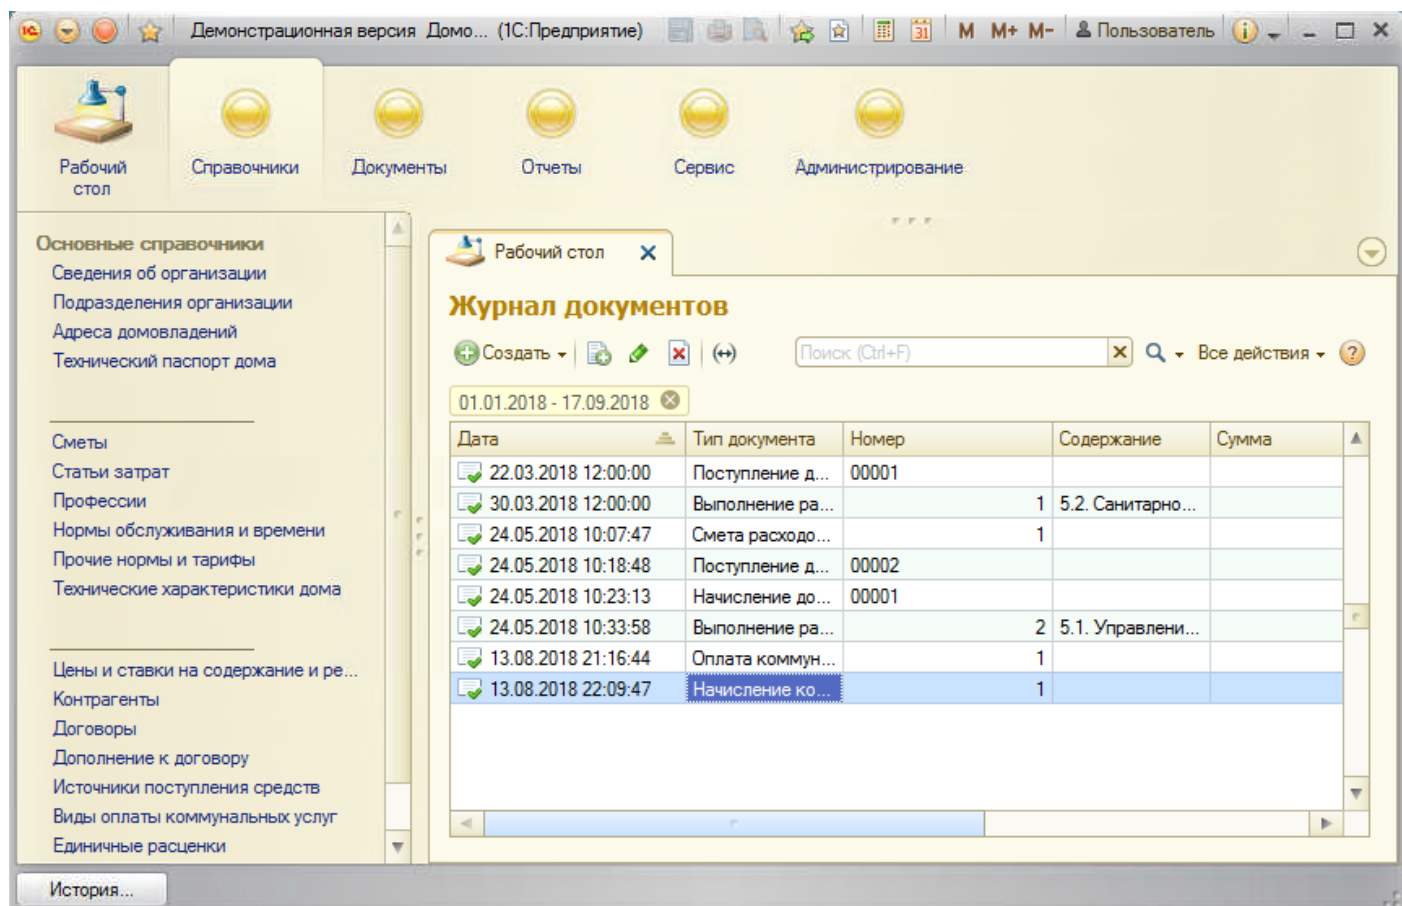 Демонстрационная версия Домо... (1С:Предприятие) 31 M M+ M- Пользователь
Рабочий стол
Справочники
Документы
Отчеты
Сервис
Администрирование
Основные справочники
Сведения об организации
Подразделения организации
Адреса домовладений
Технический паспорт дома
Сметы
Статьи затрат
Профессии
Нормы обслуживания и времени
Прочие нормы и тарифы
Технические характеристики дома
Цены и ставки на содержание и ре...
Контрагенты
Договоры
Дополнение к договору
Источники поступления средств
Виды оплаты коммунальных услуг
Единичные расценки
Рабочий стол
Журнал документов
Создать Поиск (Ctrl+F) Все действия
01.01.2018 - 17.09.2018
Дата Тип документа Номер Содержание Сумма
22.03.2018 12:00:00 Поступление д... 00001
30.03.2018 12:00:00 Выполнение ра... 1 5.2. Санитарно...
24.05.2018 10:07:47 Смета расходо... 1
24.05.2018 10:18:48 Поступление д... 00002
24.05.2018 10:23:13 Начисление до... 00001
24.05.2018 10:33:58 Выполнение ра... 2 5.1. Управлени...
13.08.2018 21:16:44 Оплата коммун... 1
13.08.2018 22:09:47 Начисление ко... 1
История...